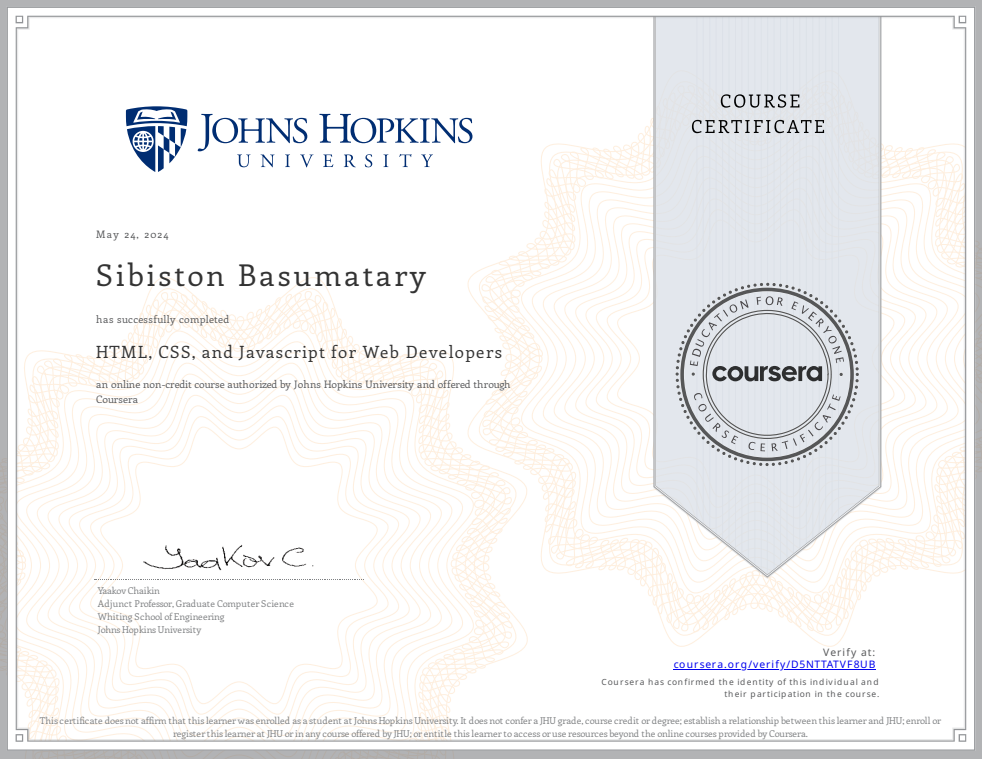 JOHNS HOPKINS
UNIVERSITY
COURSE
CERTIFICATE
May 24, 2024
Sibiston Basumatary
has successfully completed
HTML, CSS, and Javascript for Web Developers
an online non-credit course authorized by Johns Hopkins University and offered through
Coursera
EDUCATION FOR EVERYONE
coursera
COURSE CERTIFICATE
Yaakov C.
Yaakov Chaikin
Adjunct Professor, Graduate Computer Science
Whiting School of Engineering
Johns Hopkins University
Verify at:
coursera.org/verify/D5NTTATVF8UB
Coursera has confirmed the identity of this individual and
their participation in the course.
This certificate does not affirm that this learner was enrolled as a student at Johns Hopkins University. It does not confer a JHU grade, course credit or degree; establish a relationship between this learner and JHU; enroll or
register this learner at JHU or in any course offered by JHU; or entitle this learner to access or use resources beyond the online courses provided by Coursera.